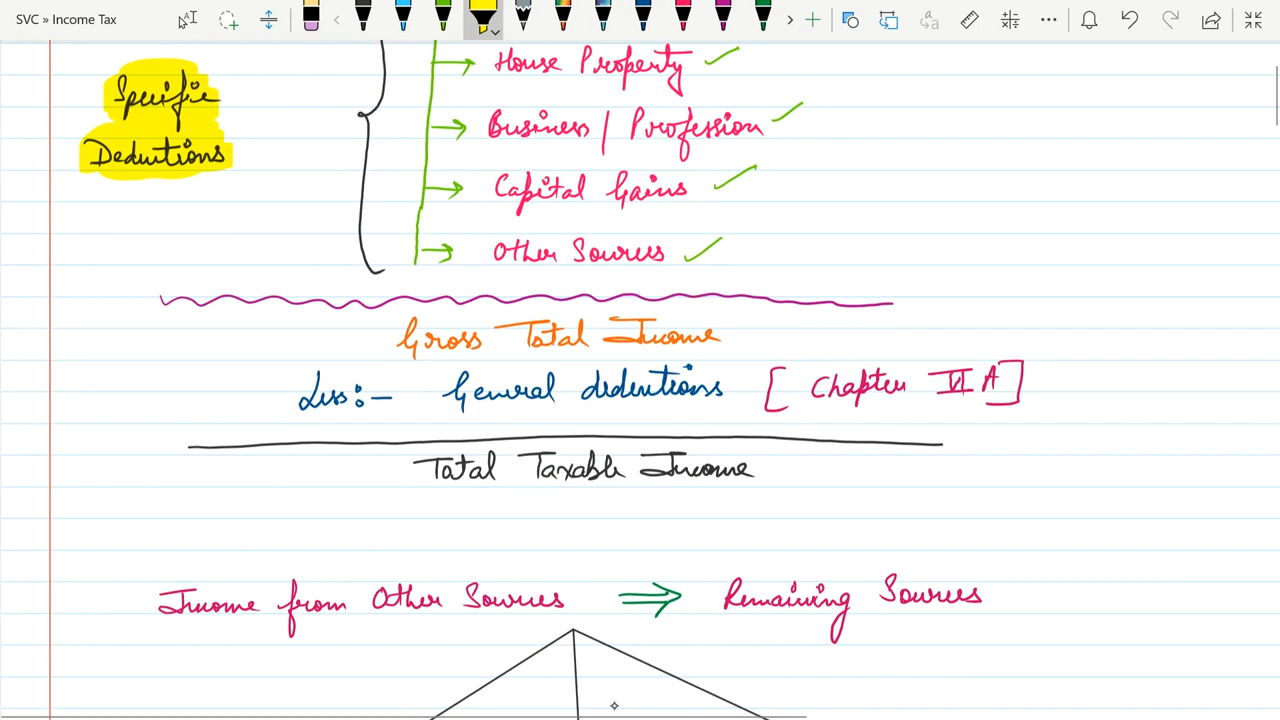 SVC » Income Tax
House Property
Specific
Business / Profession
Deductions
Capital Gains
Other Sources
Gross Total Income
Less:- General deductions [Chapter VI A]
Total Taxable Income
Income from Other Sources ⇒ Remaining Sources